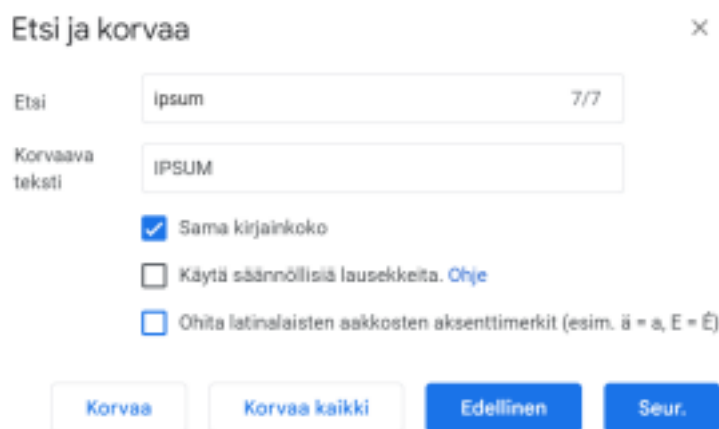 Etsi ja korvaa
Etsi
ipsum 7/7
Korvaava
teksti
IPSUM
Sama kirjainkoko
Käytä säännöllisiä lausekkeita. Ohje
Ohita latinalaisten aakkosten aksenttimerkit (esim. ä = a, E = É)
Korvaa Korvaa kaikki Edellinen Seur.